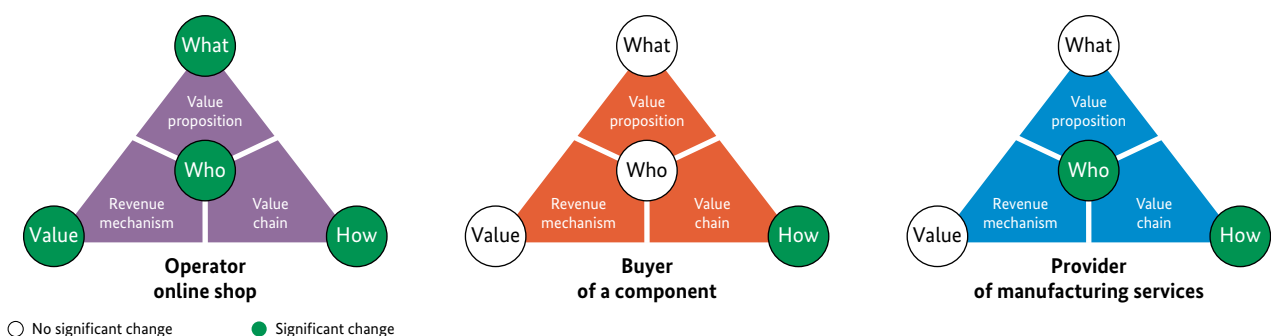 What
Value
proposition
Who
Revenue
mechanism
Value
chain
Value
How
Operator
online shop
What
Value
proposition
Who
Revenue
mechanism
Value
chain
Value
How
Buyer
of a component
What
Value
proposition
Who
Revenue
mechanism
Value
chain
Value
How
Provider
of manufacturing services
No significant change
Significant change